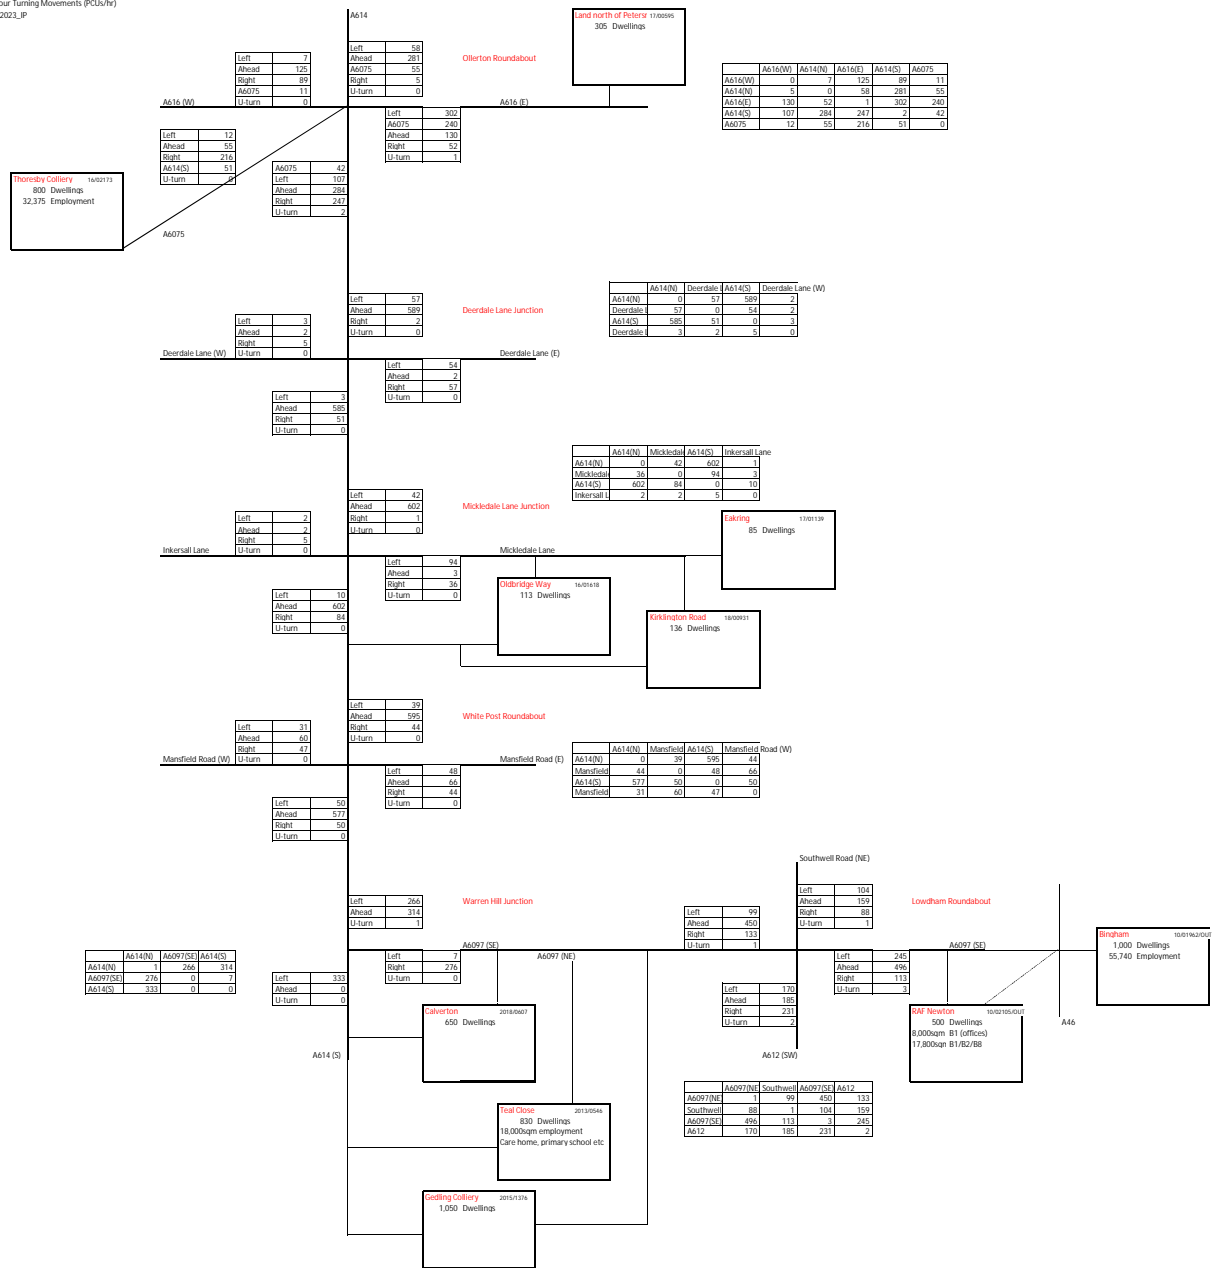 our Turning Movements (PCUs/hr)
2023_IP
A614
Land north of Petersr 17/00595
305 Dwellings
Left 7
Ahead 125
Right 89
A6075 11
U-turn 0
Left 58
Ahead 281
A6075 55
Right 5
U-turn 0
Ollerton Roundabout
A616(W) A614(N) A616(E) A614(S) A6075
A616(W) 0 7 125 89 11
A614(N) 5 0 58 281 55
A616(E) 130 52 1 302 240
A614(S) 107 284 247 2 42
A6075 12 55 216 51 0
A616 (W)
A616 (E)
Left 302
A6075 240
Ahead 130
Right 52
U-turn 1
Left 12
Ahead 55
Right 216
A614(S) 51
U-turn 0
A6075 42
Left 107
Ahead 284
Right 247
U-turn 2
Thoresby Colliery 16/02173
800 Dwellings
32,375 Employment
A6075
Left 57
Ahead 589
Right 2
U-turn 0
Deerdale Lane Junction
A614(N) Deerdale L A614(S) Deerdale Lane (W)
A614(N) 0 57 589 2
Deerdale L 57 0 54 2
A614(S) 585 51 0 3
Deerdale L 3 2 5 0
Left 3
Ahead 2
Right 5
U-turn 0
Deerdale Lane (W)
Deerdale Lane (E)
Left 54
Ahead 2
Right 57
U-turn 0
Left 3
Ahead 585
Right 51
U-turn 0
A614(N) Mickledale A614(S) Inkersall Lane
A614(N) 0 42 602 1
Mickledale 36 0 94 3
A614(S) 602 84 0 10
Inkersall L 2 2 5 0
Left 42
Ahead 602
Right 1
U-turn 0
Mickledale Lane Junction
Left 2
Ahead 2
Right 5
U-turn 0
Eakring 17/01139
85 Dwellings
Inkersall Lane
Mickledale Lane
Left 94
Ahead 3
Right 36
U-turn 0
Oldbridge Way 16/01618
113 Dwellings
Left 10
Ahead 602
Right 84
U-turn 0
Kirklington Road 18/00931
136 Dwellings
Left 39
Ahead 595
Right 44
U-turn 0
White Post Roundabout
Left 31
Ahead 60
Right 47
U-turn 0
A614(N) Mansfield A614(S) Mansfield Road (W)
A614(N) 0 39 595 44
Mansfield 44 0 48 66
A614(S) 577 50 0 50
Mansfield 31 60 47 0
Mansfield Road (W)
Mansfield Road (E)
Left 48
Ahead 66
Right 44
U-turn 0
Left 50
Ahead 577
Right 50
U-turn 0
Southwell Road (NE)
Left 266
Ahead 314
U-turn 1
Warren Hill Junction
Left 99
Ahead 450
Right 133
U-turn 1
Left 104
Ahead 159
Right 88
U-turn 1
Lowdham Roundabout
A6097 (SE)
A6097 (NE)
A6097 (SE)
Bingham 10/01962/OUT
1,000 Dwellings
55,740 Employment
A614(N) A6097(SE) A614(S)
A614(N) 1 266 314
A6097(SE) 276 0 7
A614(S) 333 0 0
Left 7
Right 276
U-turn 0
Left 333
Ahead 0
U-turn 0
Left 245
Ahead 496
Right 113
U-turn 3
Left 170
Ahead 185
Right 231
U-turn 2
Calverton 2018/0607
650 Dwellings
RAF Newton 10/02105/OUT
500 Dwellings
8,000sqm B1 (offices)
17,800sqm B1/B2/B8
A46
A614 (S)
A612 (SW)
A6097(NE) Southwell A6097(SE) A612
A6097(NE) 1 99 450 133
Southwell 88 1 104 159
A6097(SE) 496 113 3 245
A612 170 185 231 2
Teal Close 2013/0546
830 Dwellings
18,000sqm employment
Care home, primary school etc
Gedling Colliery 2015/1376
1,050 Dwellings